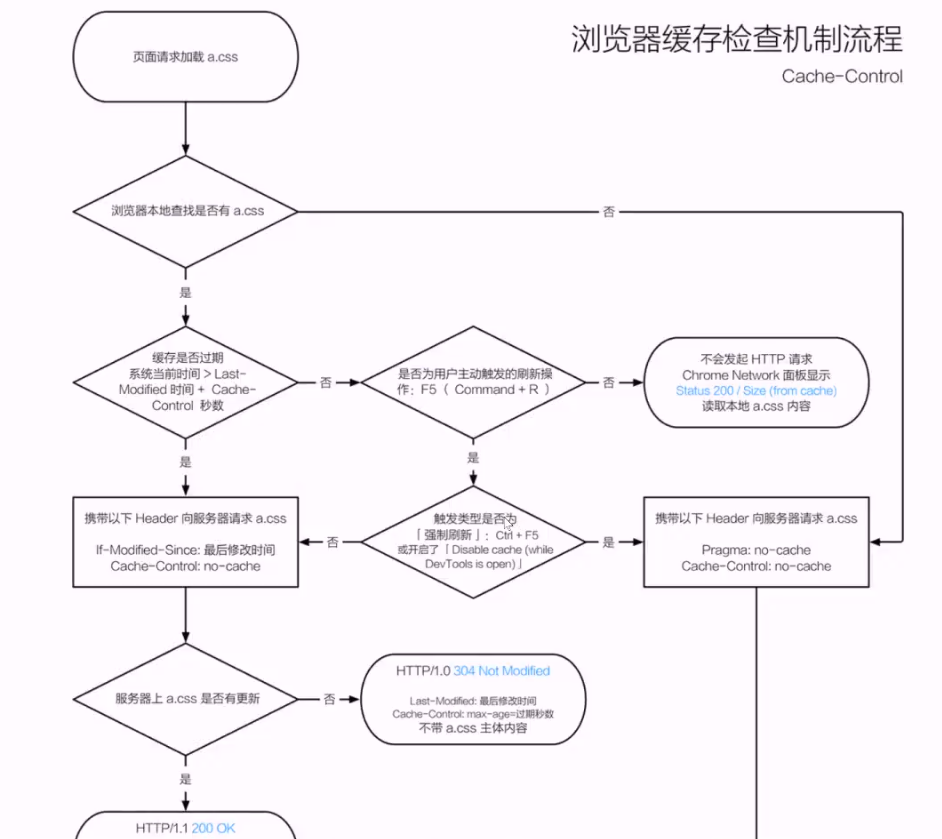 浏览器缓存检查机制流程
Cache-Control
页面请求加载 a.css
浏览器本地查找是否有 a.css
否
是
缓存是否过期
系统当前时间 > Last-
Modified 时间 + Cache-
Control 秒数
否
是否为用户主动触发的刷新操
作：F5（ Command + R ）
否
不会发起 HTTP 请求
Chrome Network 面板显示
Status 200 / Size (from cache)
读取本地 a.css 内容
是
是
携带以下 Header 向服务器请求 a.css
If-Modified-Since: 最后修改时间
Cache-Control: no-cache
否
触发类型是否为
「强制刷新」：Ctrl + F5
或开启了「Disable cache (while
DevTools is open)」
是
携带以下 Header 向服务器请求 a.css
Pragma: no-cache
Cache-Control: no-cache
服务器上 a.css 是否有更新
否
HTTP/1.0 304 Not Modified
Last-Modified: 最后修改时间
Cache-Control: max-age=过期秒数
不带 a.css 主体内容
是
HTTP/1.1 200 OK